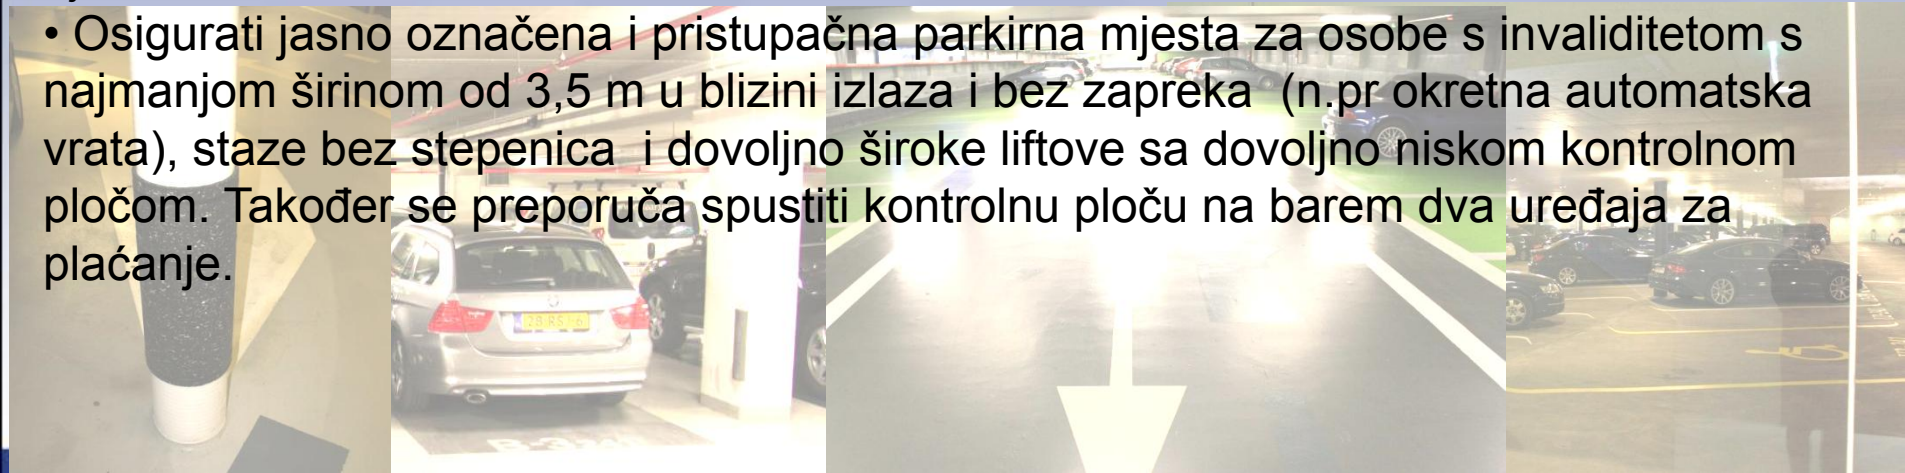 • Osigurati jasno označena i pristupačna parkirna mjesta za osobe s invaliditetom s
najmanjom širinom od 3,5 m u blizini izlaza i bez zapreka  (n.pr okretna automatska
vrata), staze bez stepenica  i dovoljno široke liftove sa dovoljno niskom kontrolnom
pločom. Također se preporuča spustiti kontrolnu ploču na barem dva uređaja za
plaćanje.